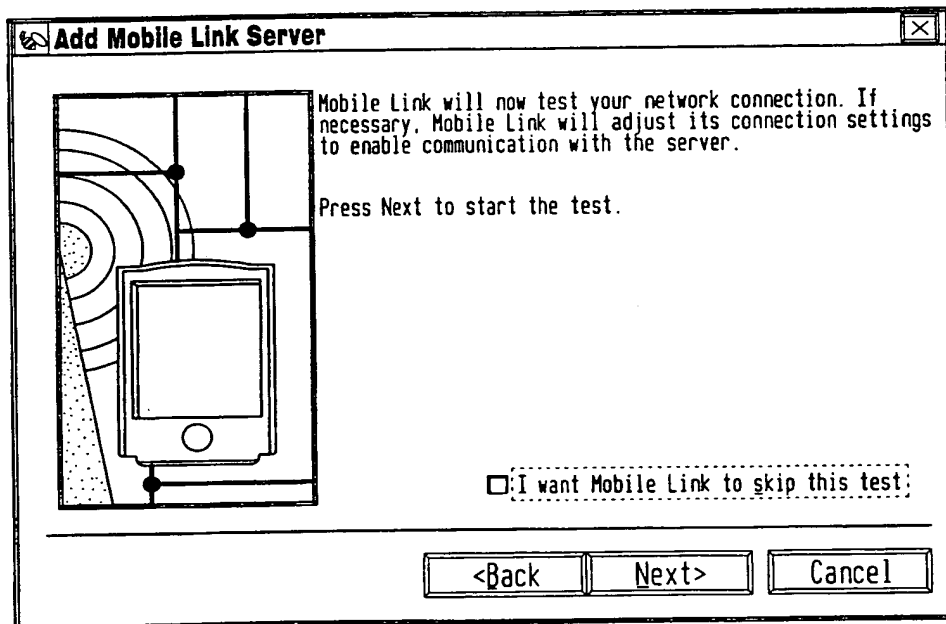 Add Mobile Link Server
Mobile Link will now test your network connection. If
necessary, Mobile Link will adjust its connection settings
to enable communication with the server.
Press Next to start the test.
I want Mobile Link to skip this test
<Back
Next>
Cancel